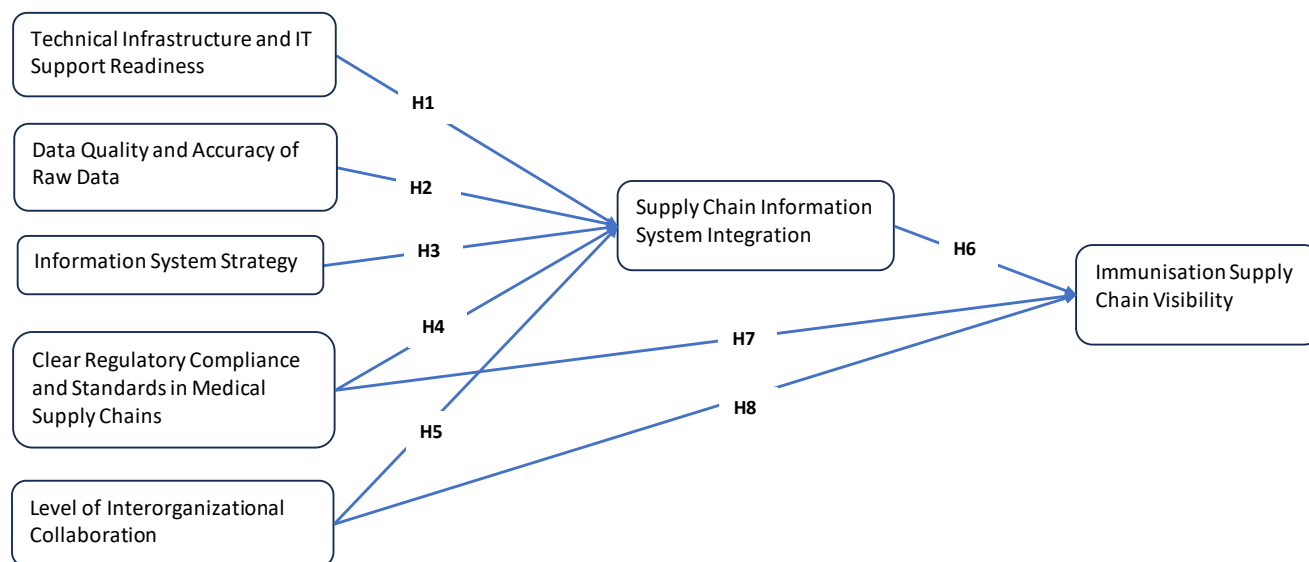 Technical Infrastructure and IT
Support Readiness
H1
Data Quality and Accuracy of
Raw Data
H2
Supply Chain Information
System Integration
Information System Strategy
H3
H6
Immunisation Supply
Chain Visibility
H4
H7
Clear Regulatory Compliance
and Standards in Medical
Supply Chains
H8
H5
Level of Interorganizational
Collaboration